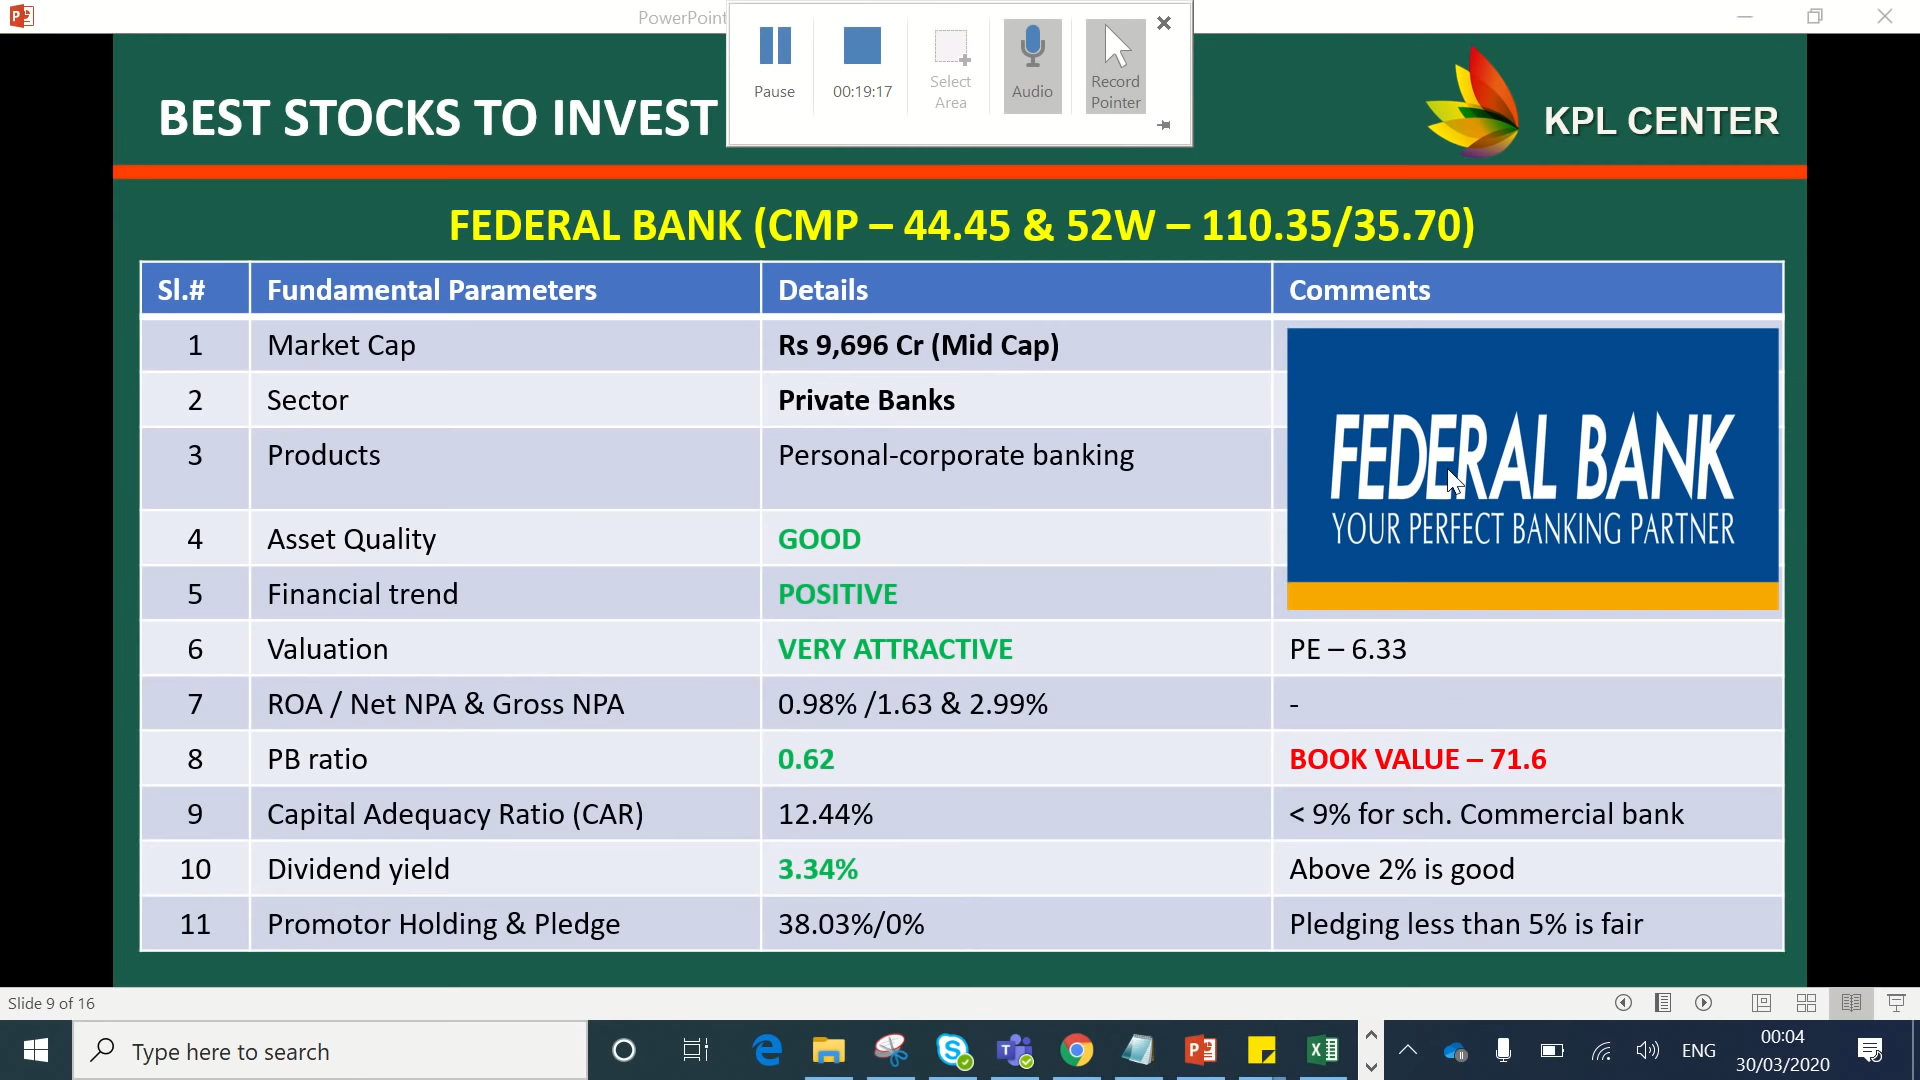 PowerPoint
Pause
00:19:17
Select
Area
Audio
Record
Pointer
BEST STOCKS TO INVEST
KPL CENTER
FEDERAL BANK (CMP – 44.45 & 52W – 110.35/35.70)
Sl.# Fundamental Parameters Details Comments
1 Market Cap Rs 9,696 Cr (Mid Cap)
2 Sector Private Banks
3 Products Personal-corporate banking
FEDERAL BANK
YOUR PERFECT BANKING PARTNER
4 Asset Quality GOOD
5 Financial trend POSITIVE
6 Valuation VERY ATTRACTIVE PE – 6.33
7 ROA / Net NPA & Gross NPA 0.98% /1.63 & 2.99% -
8 PB ratio 0.62 BOOK VALUE – 71.6
9 Capital Adequacy Ratio (CAR) 12.44% < 9% for sch. Commercial bank
10 Dividend yield 3.34% Above 2% is good
11 Promotor Holding & Pledge 38.03%/0% Pledging less than 5% is fair
Slide 9 of 16
Type here to search
ENG
00:04
30/03/2020